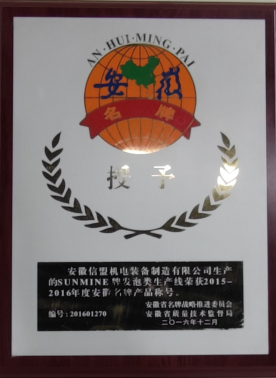 AN·HUI·MING·PAI
安徽
名牌
授予
安徽信盟机电装备制造有限公司生产
的SUNMINE牌发泡类生产线荣获2015-
2016年度安徽名牌产品称号。
安徽省名牌战略推进委员会
编号:201601270 安徽省质量技术监督局
二〇一六年十二月